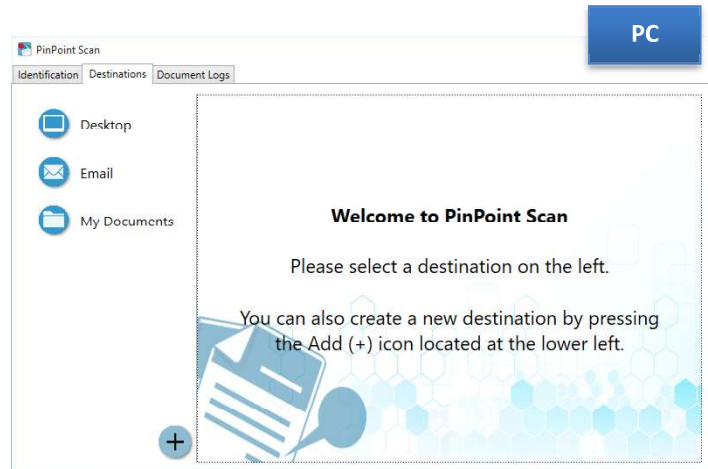 PC
PinPoint Scan
Identification Destinations Document Logs
Desktop
Email
My Documents
Welcome to PinPoint Scan
Please select a destination on the left.
You can also create a new destination by pressing
the Add (+) icon located at the lower left.